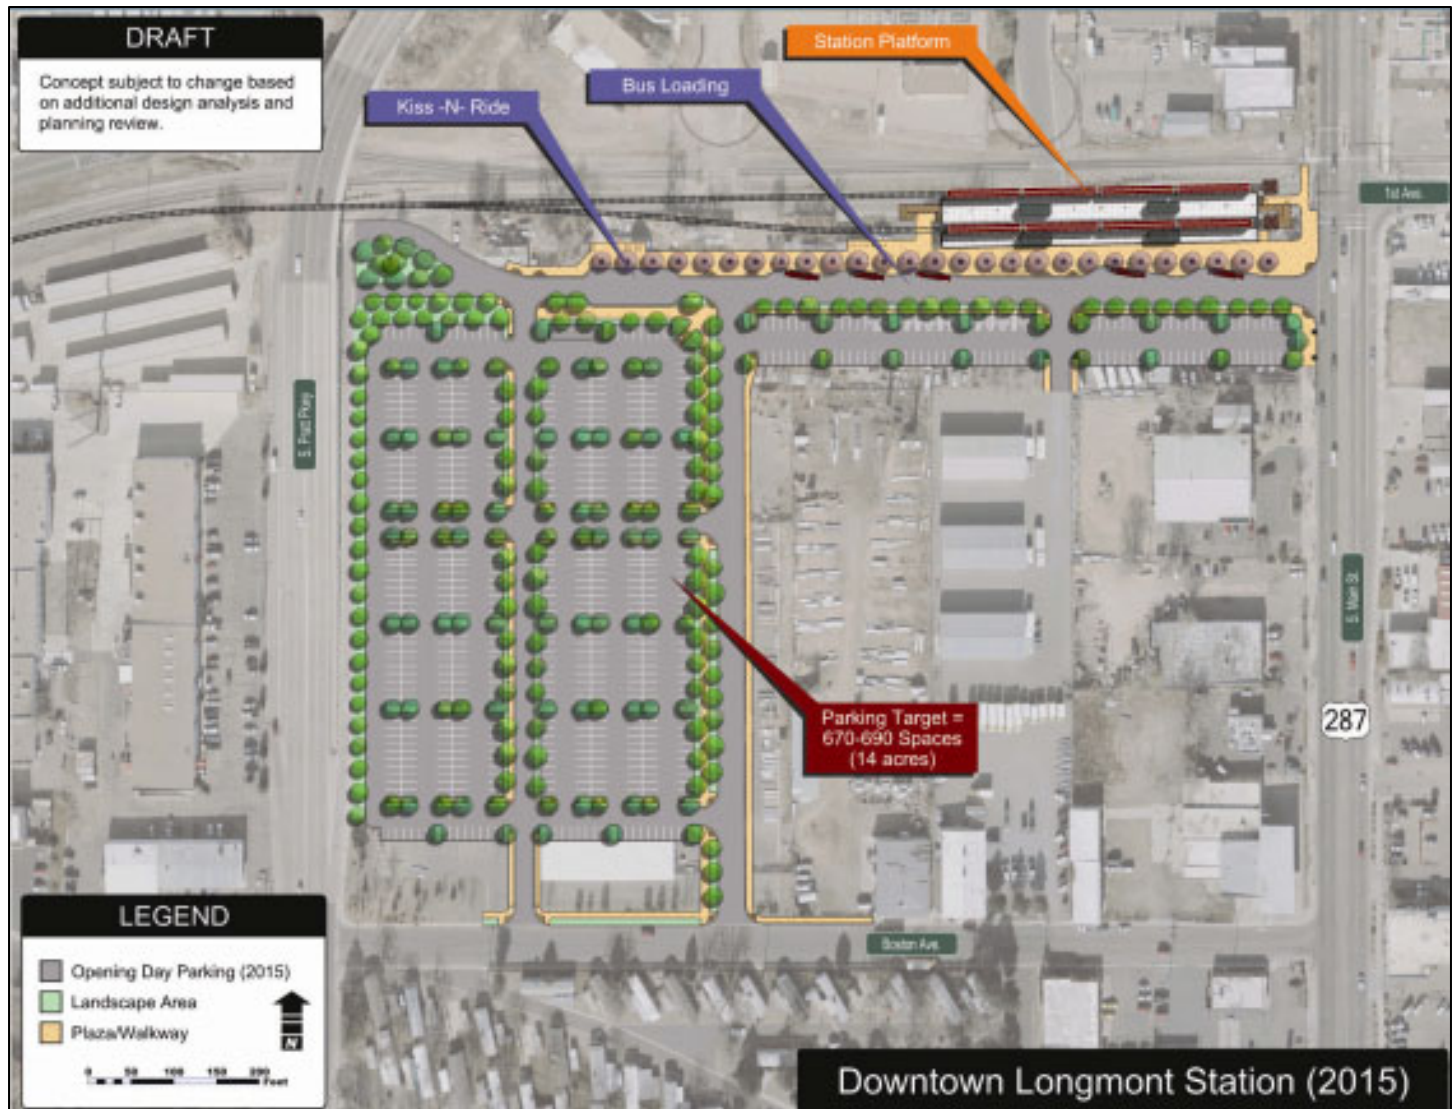 DRAFT
Concept subject to change based
on additional design analysis and
planning review.
Kiss -N- Ride
Bus Loading
Station Platform
1st Ave.
S. Pratt Pkwy
S. Main St.
287
Parking Target =
670-690 Spaces
(14 acres)
Boston Ave.
LEGEND
Opening Day Parking (2015)
Landscape Area
Plaza/Walkway
N
0 50 100 150 200
Feet
Downtown Longmont Station (2015)